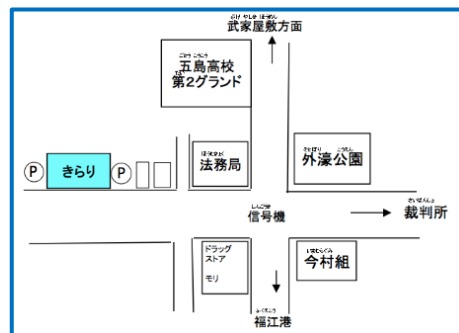 ぶけ やしき ほうめん
武家屋敷方面
ごとう こうこう
五島高校
だい
第2グランド
ほうむきょく
法務局
そとぼり こうえん
外濠公園
P
きらり
P
しんごうき
信号機
さいばんしょ
裁判所
ドラッグ
ストア
モリ
いまむらぐみ
今村組
ふくえこう
福江港